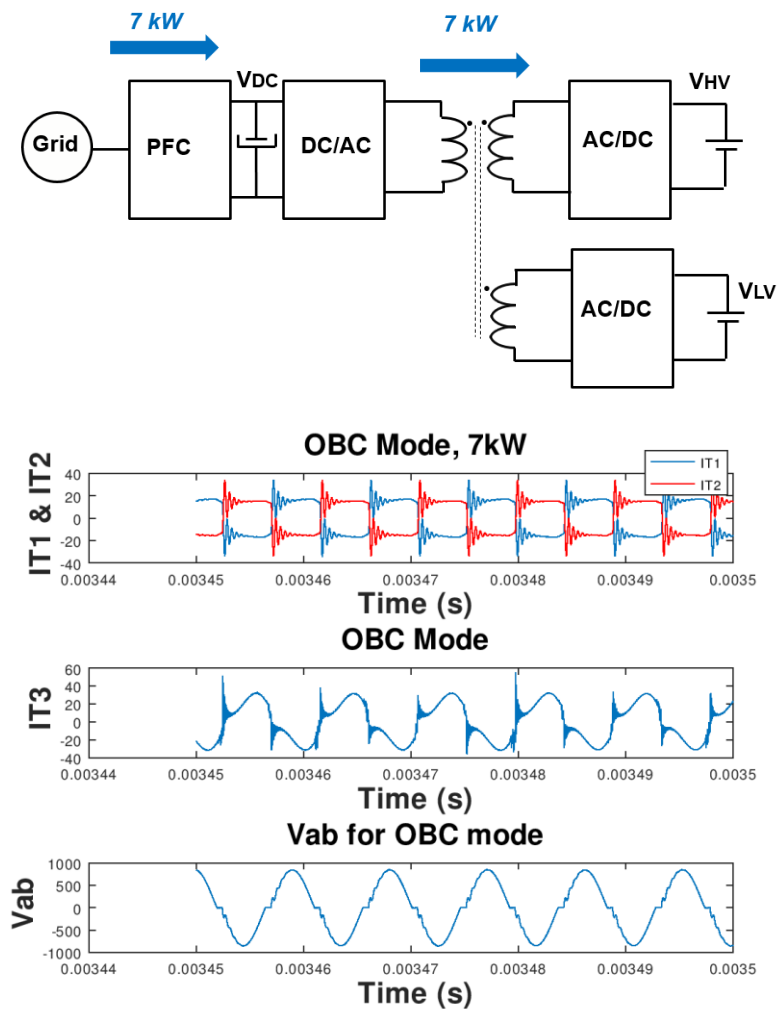 7 kW
7 kW
VDC
VHV
Grid
PFC
DC/AC
AC/DC
AC/DC
VLV
OBC Mode, 7kW
IT1
IT2
IT1 & IT2
40
20
0
-20
-40
0.00344
0.00345
0.00346
0.00347
0.00348
0.00349
0.0035
Time (s)
OBC Mode
IT3
60
40
20
0
-20
-40
0.00344
0.00345
0.00346
0.00347
0.00348
0.00349
0.0035
Time (s)
Vab for OBC mode
Vab
1000
500
0
-500
-1000
0.00344
0.00345
0.00346
0.00347
0.00348
0.00349
0.0035
Time (s)